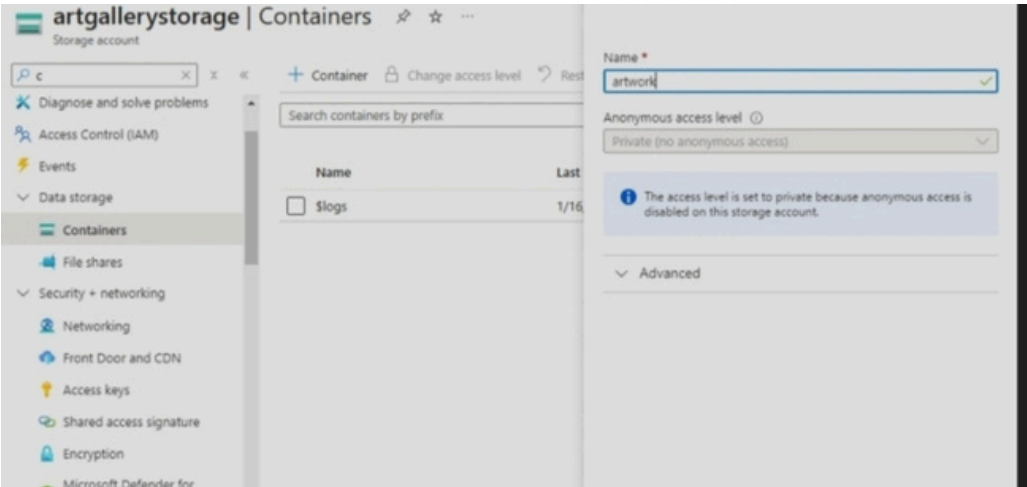 artgallerystorage | Containers
Storage account
c
Diagnose and solve problems
Access Control (IAM)
Events
Data storage
Containers
File shares
Security + networking
Networking
Front Door and CDN
Access keys
Shared access signature
Encryption
Microsoft Defender for
Container Change access level Rest
Search containers by prefix
Name Last
$logs 1/16,
Name *
artwork
Anonymous access level
Private (no anonymous access)
The access level is set to private because anonymous access is
disabled on this storage account.
Advanced